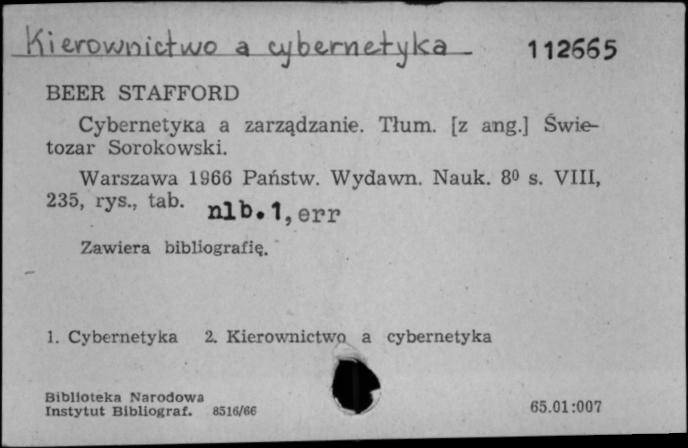 Kierownictwo a cybernetyka 112665
BEER STAFFORD
Cybernetyka a zarządzanie. Tłum. [z ang.] Świe-
tozar Sorokowski.
Warszawa 1966 Państw. Wydawn. Nauk. 8⁰ s. VIII,
235, rys., tab. nlb.1, err
Zawiera bibliografię.
1. Cybernetyka 2. Kierownictwo a cybernetyka
Biblioteka Narodowa
Instytut Bibliograf. 8516/66 65.01:007